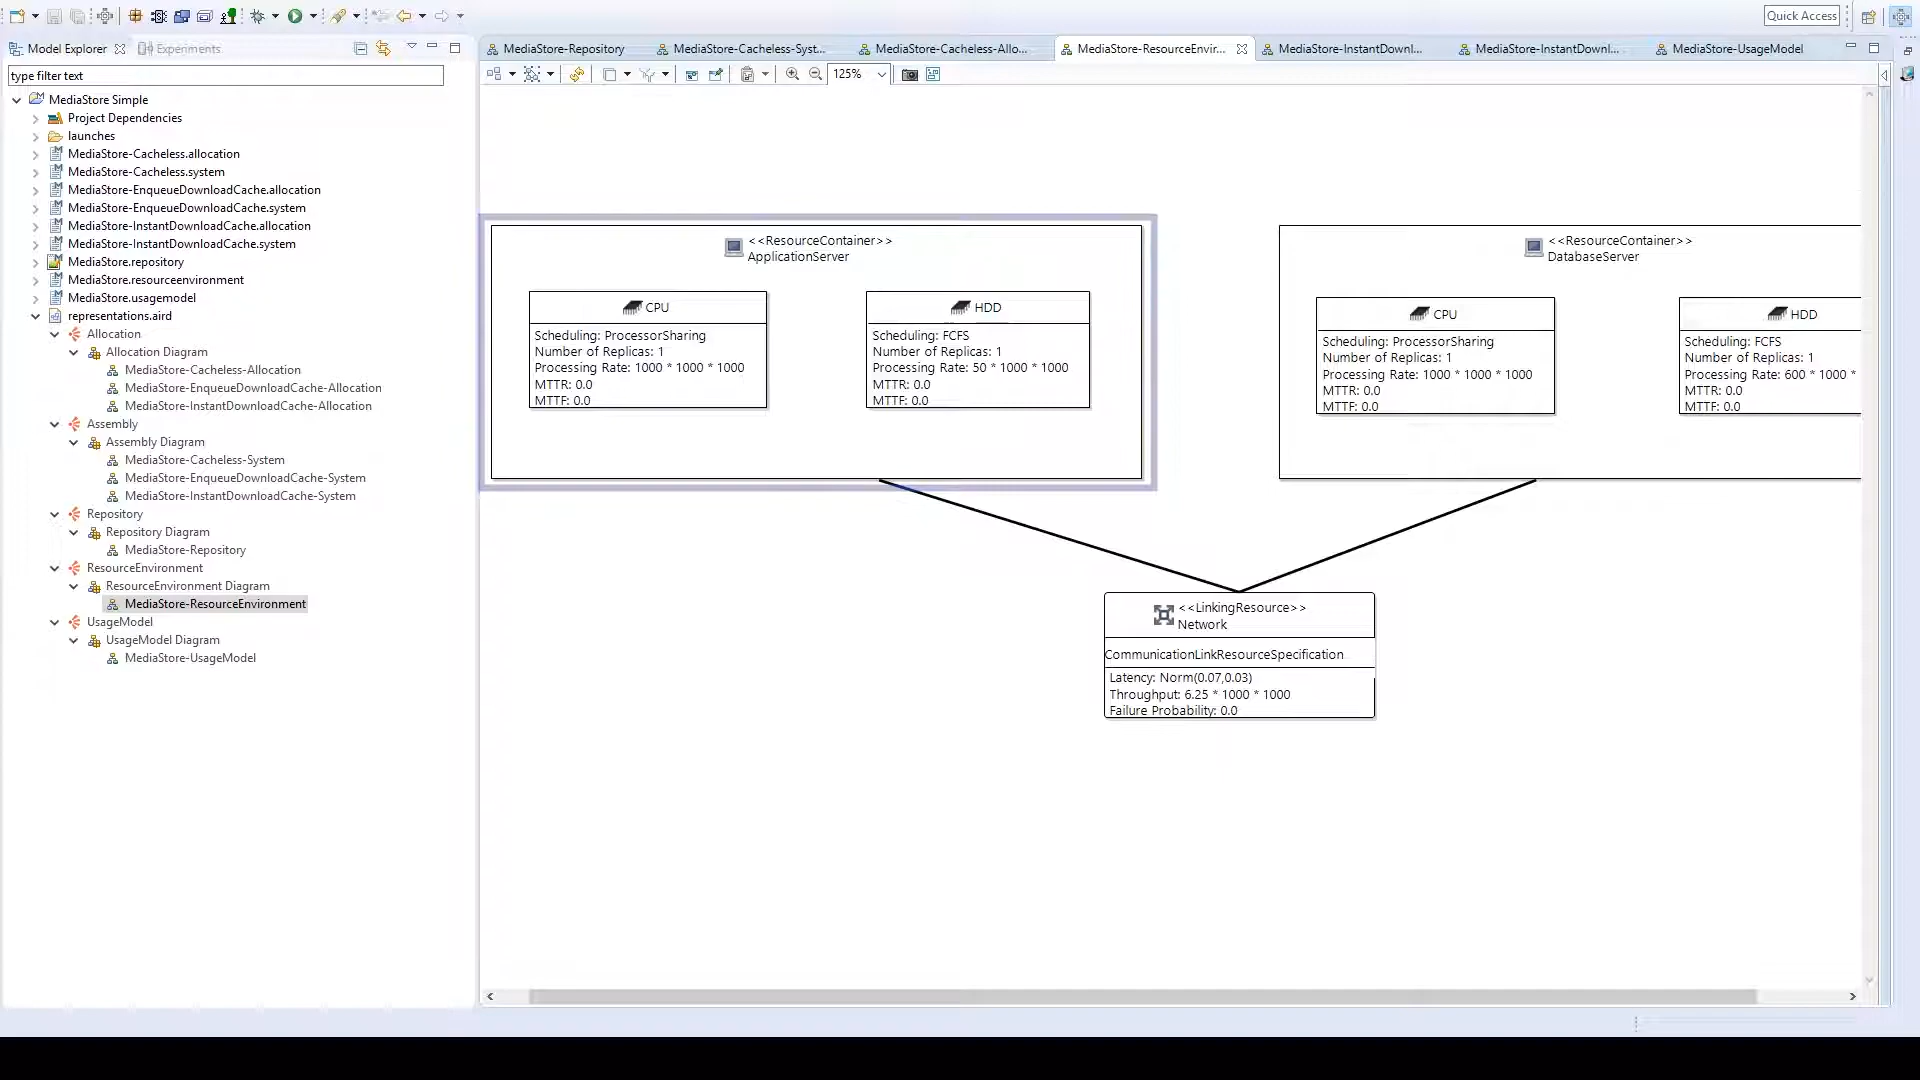 Quick Access
Model Explorer
Experiments
type filter text
MediaStore Simple
Project Dependencies
launches
MediaStore-Cacheless.allocation
MediaStore-Cacheless.system
MediaStore-EnqueueDownloadCache.allocation
MediaStore-EnqueueDownloadCache.system
MediaStore-InstantDownloadCache.allocation
MediaStore-InstantDownloadCache.system
MediaStore.repository
MediaStore.resourceenvironment
MediaStore.usagemodel
representations.aird
Allocation
Allocation Diagram
MediaStore-Cacheless-Allocation
MediaStore-EnqueueDownloadCache-Allocation
MediaStore-InstantDownloadCache-Allocation
Assembly
Assembly Diagram
MediaStore-Cacheless-System
MediaStore-EnqueueDownloadCache-System
MediaStore-InstantDownloadCache-System
Repository
Repository Diagram
MediaStore-Repository
ResourceEnvironment
ResourceEnvironment Diagram
MediaStore-ResourceEnvironment
UsageModel
UsageModel Diagram
MediaStore-UsageModel
MediaStore-Repository
MediaStore-Cacheless-Syst...
MediaStore-Cacheless-Allo...
MediaStore-ResourceEnvir...
MediaStore-InstantDownl...
MediaStore-InstantDownl...
MediaStore-UsageModel
125%
<<ResourceContainer>>
ApplicationServer
CPU
Scheduling: ProcessorSharing
Number of Replicas: 1
Processing Rate: 1000 * 1000 * 1000
MTTR: 0.0
MTTF: 0.0
HDD
Scheduling: FCFS
Number of Replicas: 1
Processing Rate: 50 * 1000 * 1000
MTTR: 0.0
MTTF: 0.0
<<ResourceContainer>>
DatabaseServer
CPU
Scheduling: ProcessorSharing
Number of Replicas: 1
Processing Rate: 1000 * 1000 * 1000
MTTR: 0.0
MTTF: 0.0
HDD
Scheduling: FCFS
Number of Replicas: 1
Processing Rate: 600 * 1000 *
MTTR: 0.0
MTTF: 0.0
<<LinkingResource>>
Network
CommunicationLinkResourceSpecification
Latency: Norm(0.07,0.03)
Throughput: 6.25 * 1000 * 1000
Failure Probability: 0.0